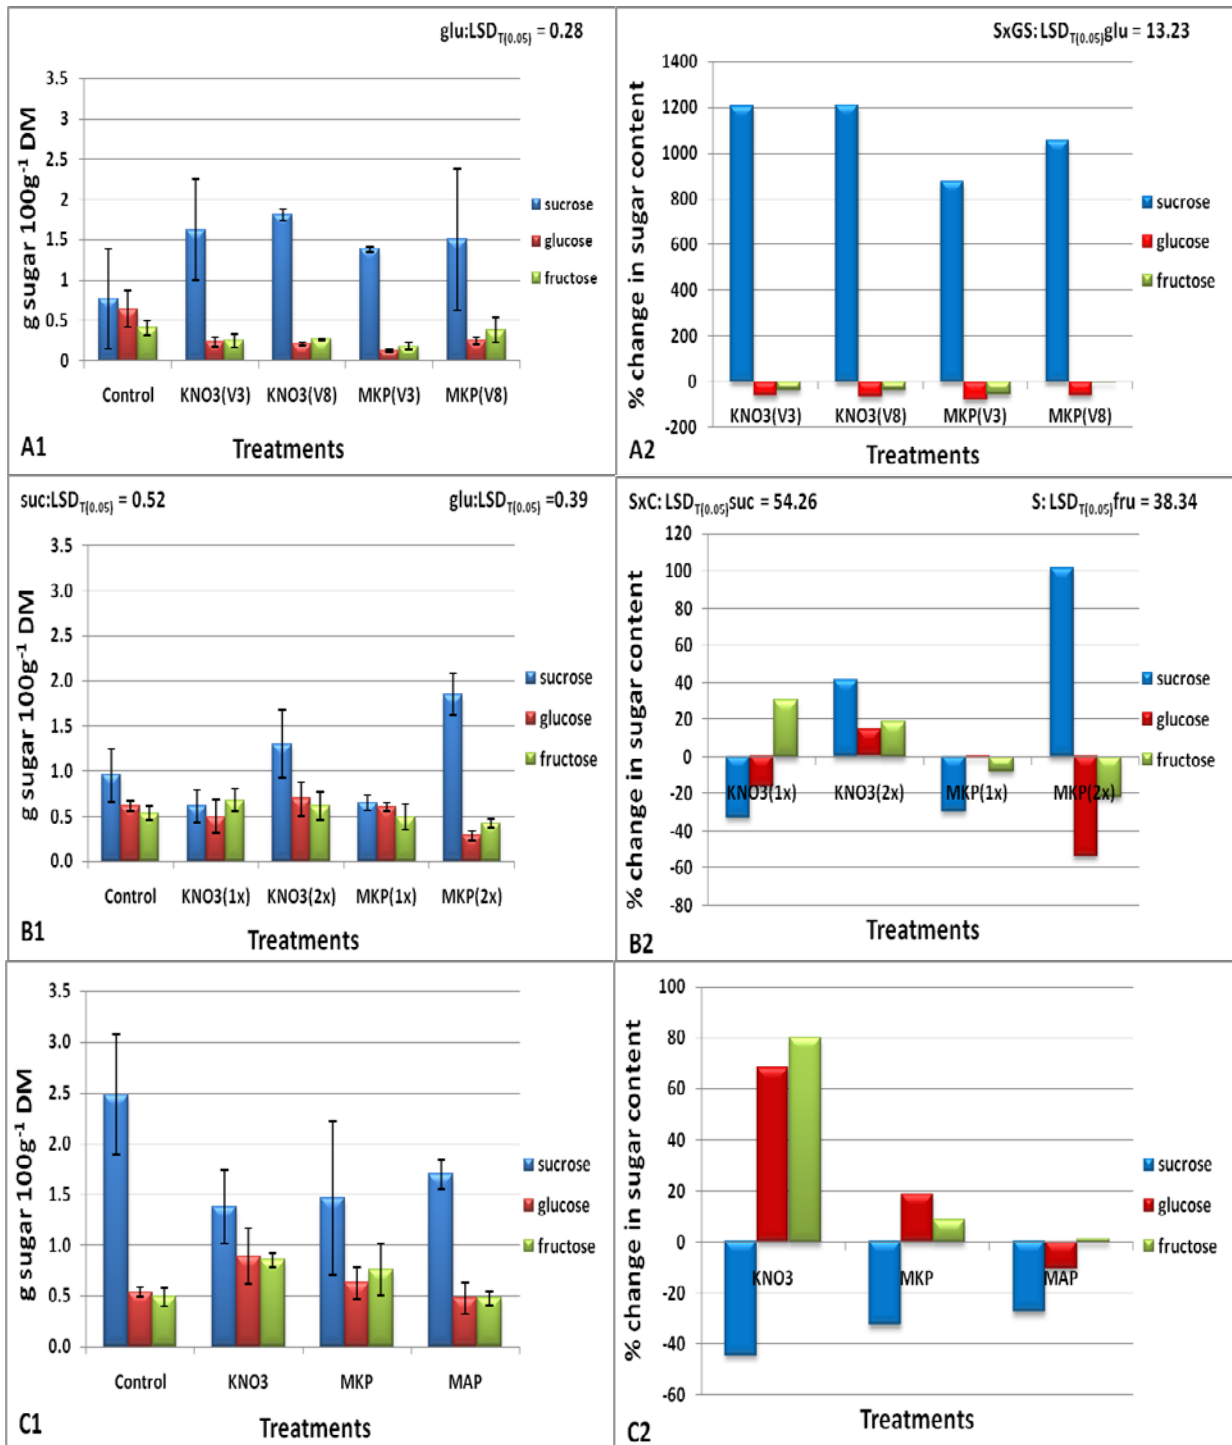 glu:LSDT(0.05) = 0.28
g sugar 100g-1 DM
3.5
3
2.5
2
1.5
1
0.5
0
sucrose
glucose
fructose
Control KNO3(V3) KNO3(V8) MKP(V3) MKP(V8)
A1
Treatments
SxGS: LSDT(0.05)glu = 13.23
% change in sugar content
1400
1200
1000
800
600
400
200
0
-200
sucrose
glucose
fructose
KNO3(V3) KNO3(V8) MKP(V3) MKP(V8)
A2
Treatments
suc:LSDT(0.05) = 0.52
glu:LSDT(0.05) =0.39
g sugar 100g-1 DM
3.5
3.0
2.5
2.0
1.5
1.0
0.5
0.0
sucrose
glucose
fructose
Control KNO3(1x) KNO3(2x) MKP(1x) MKP(2x)
B1
Treatments
SxC: LSDT(0.05)suc = 54.26
S: LSDT(0.05)fru = 38.34
% change in sugar content
120
100
80
60
40
20
0
-20
-40
-60
-80
sucrose
glucose
fructose
KNO3(1x) KNO3(2x) MKP(1x) MKP(2x)
B2
Treatments
g sugar 100g-1 DM
3.5
3.0
2.5
2.0
1.5
1.0
0.5
0.0
sucrose
glucose
fructose
Control KNO3 MKP MAP
C1
Treatments
% change in sugar content
100
80
60
40
20
0
-20
-40
-60
sucrose
glucose
fructose
KNO3 MKP MAP
C2
Treatments